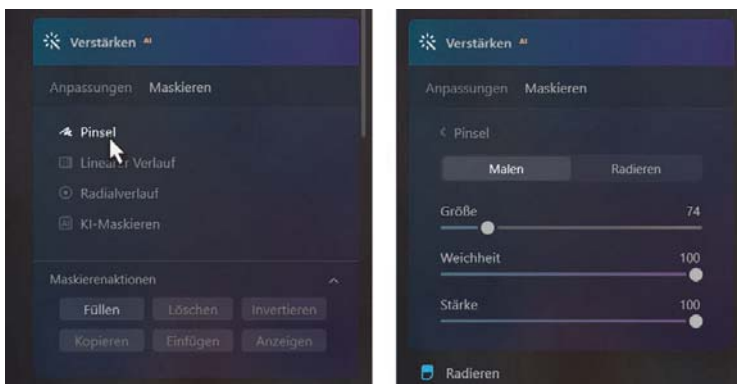 Verstärken AI
Anpassungen Maskieren
Pinsel
Linearer Verlauf
Radialverlauf
AI KI-Maskieren
Maskierenaktionen
Füllen Löschen Invertieren
Kopieren Einfügen Anzeigen
Verstärken AI
Anpassungen Maskieren
Pinsel
Malen Radieren
Größe 74
Weichheit 100
Stärke 100
Radieren